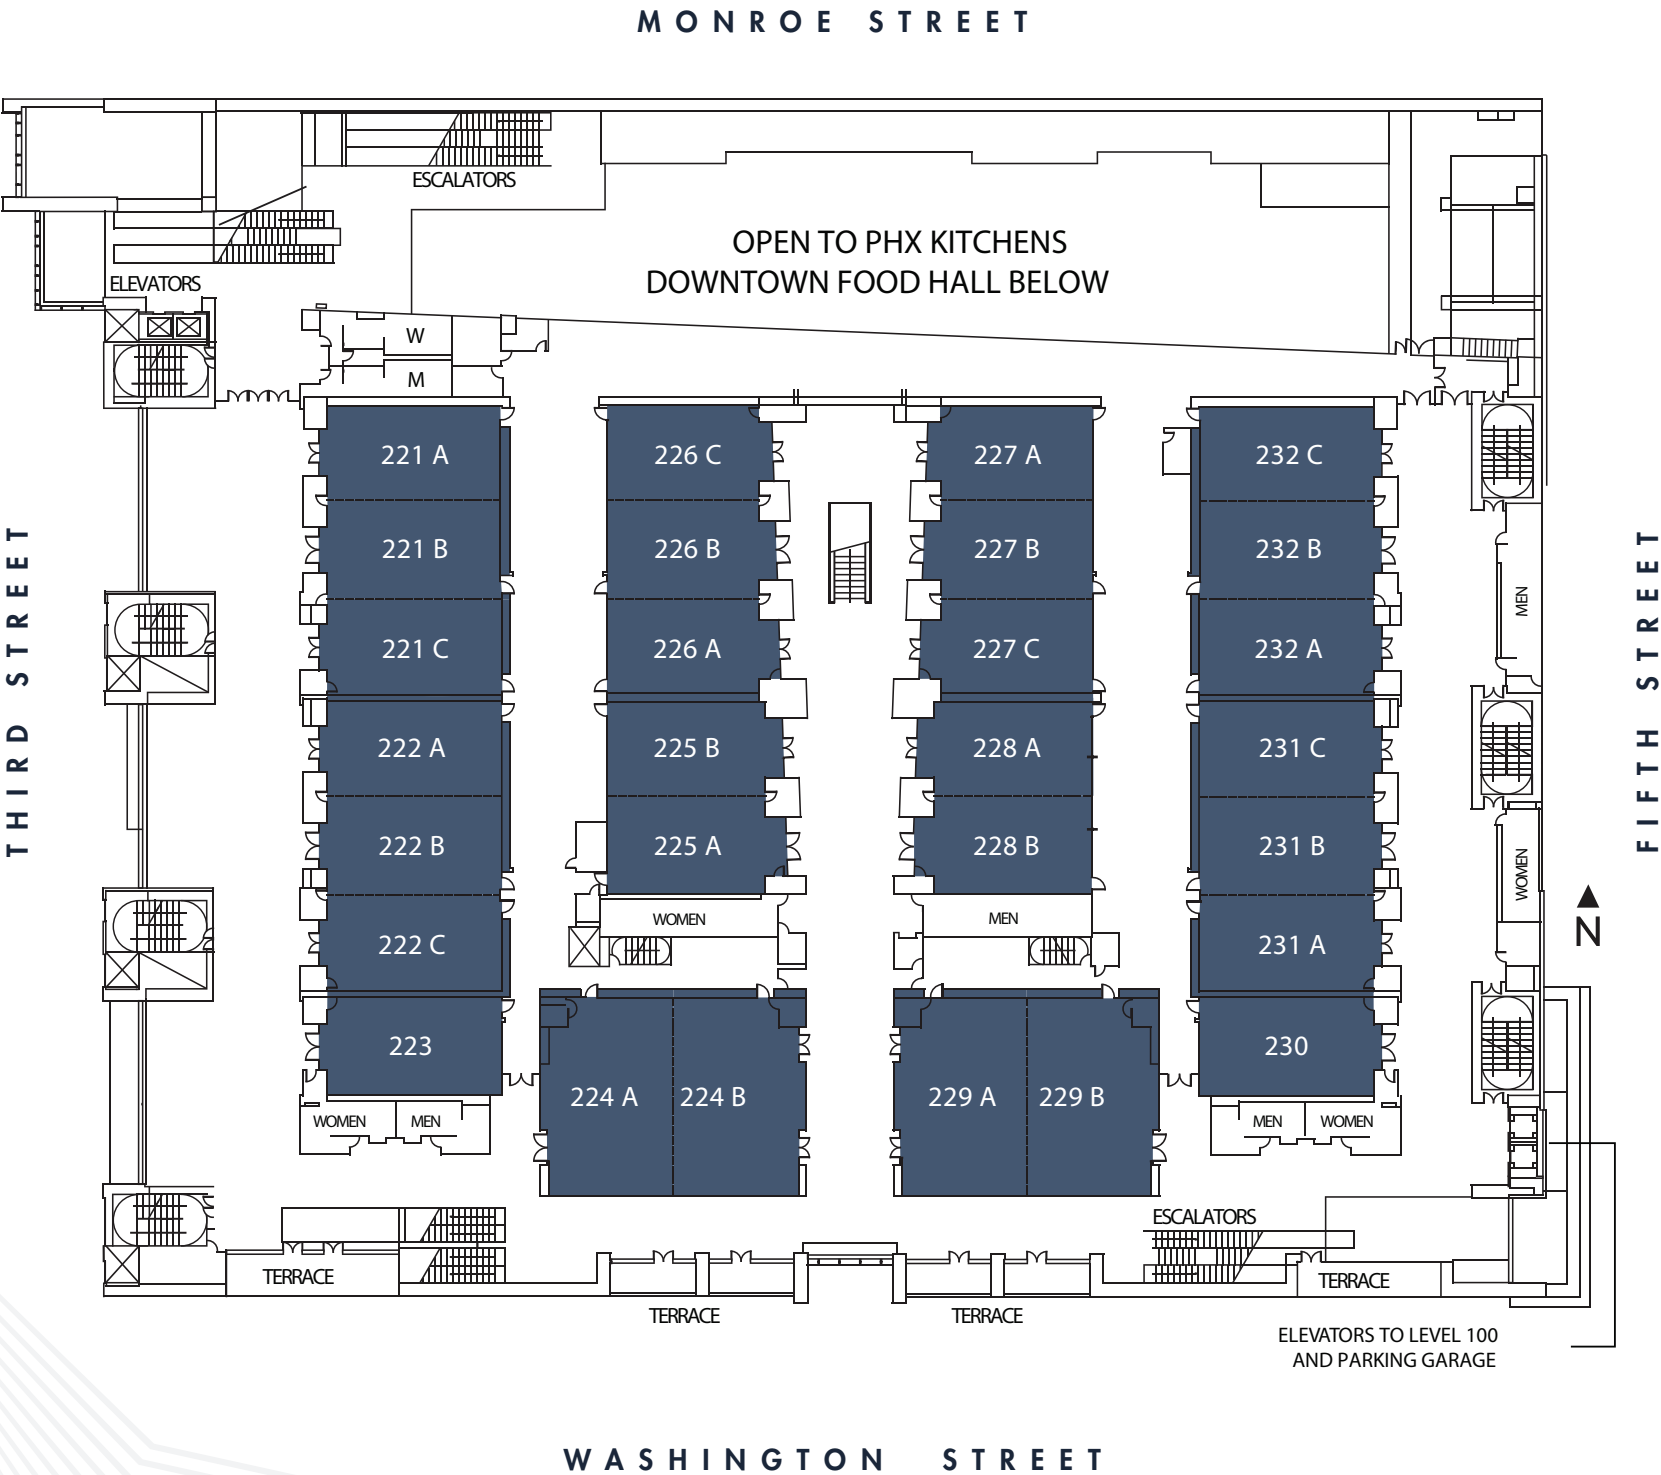 MONROE STREET
ESCALATORS
OPEN TO PHX KITCHENS
DOWNTOWN FOOD HALL BELOW
ELEVATORS
W
M
221 A
226 C
227 A
232 C
221 B
226 B
227 B
232 B
221 C
226 A
227 C
232 A
222 A
225 B
228 A
231 C
222 B
225 A
228 B
231 B
222 C
WOMEN
MEN
231 A
223
230
224 A
224 B
229 A
229 B
WOMEN
MEN
MEN
WOMEN
MEN
WOMEN
THIRD STREET
FIFTH STREET
N
ESCALATORS
TERRACE
TERRACE
TERRACE
TERRACE
ELEVATORS TO LEVEL 100
AND PARKING GARAGE
WASHINGTON STREET